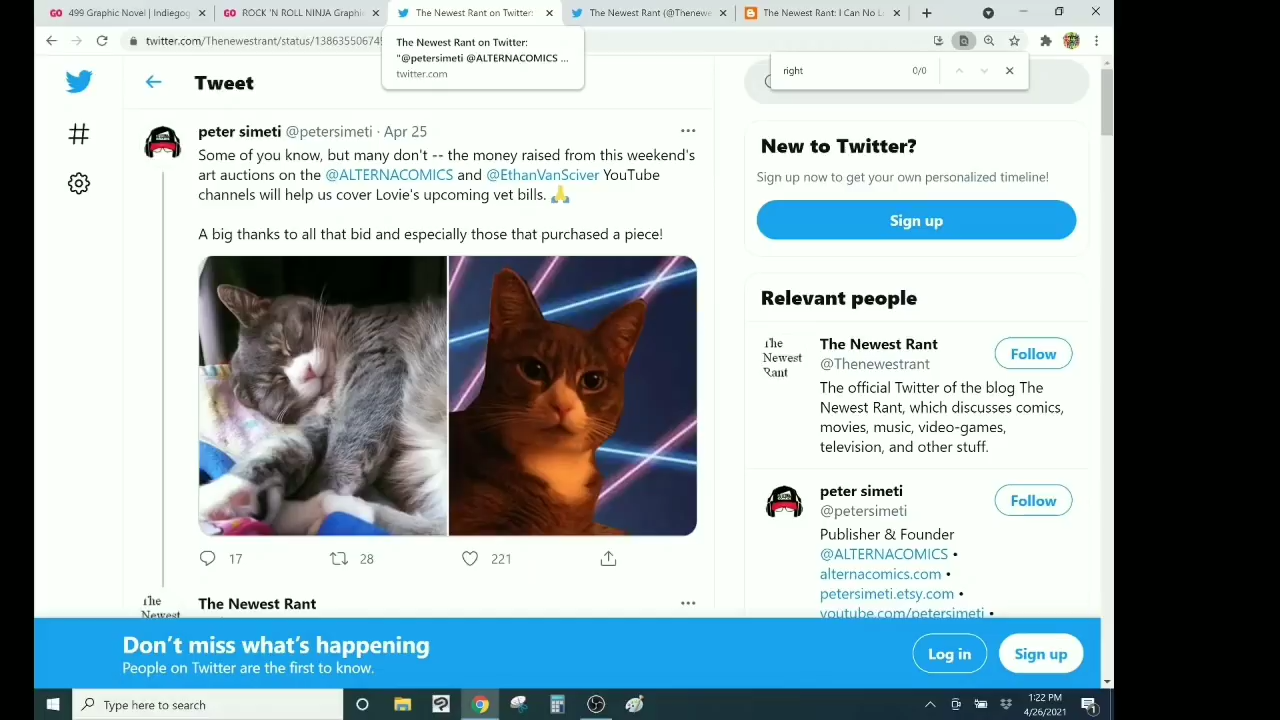 499 Graphic Novel | Indiegog
ROCK 'N ROLL NINJA Graphi
The Newest Rant on Twitter:
The Newest Rant (@Thenewe
The Newest Rant: I Can No L
twitter.com/Thenewestrant/status/13863550674
The Newest Rant on Twitter:
"@petersimeti @ALTERNACOMICS ...
twitter.com
right
0/0
Tweet
peter simeti @petersimeti · Apr 25
Some of you know, but many don't -- the money raised from this weekend's
art auctions on the @ALTERNACOMICS and @EthanVanSciver YouTube
channels will help us cover Lovie's upcoming vet bills. 🙏
A big thanks to all that bid and especially those that purchased a piece!
17
28
221
The
Newest
The Newest Rant
New to Twitter?
Sign up now to get your own personalized timeline!
Sign up
Relevant people
The
Newest
Rant
The Newest Rant
@Thenewestrant
Follow
The official Twitter of the blog The
Newest Rant, which discusses comics,
movies, music, video-games,
television, and other stuff.
peter simeti
@petersimeti
Follow
Publisher & Founder
@ALTERNACOMICS •
alternacomics.com •
petersimeti.etsy.com •
youtube.com/petersimeti •
Don't miss what's happening
People on Twitter are the first to know.
Log in
Sign up
Type here to search
1:22 PM
4/26/2021
1